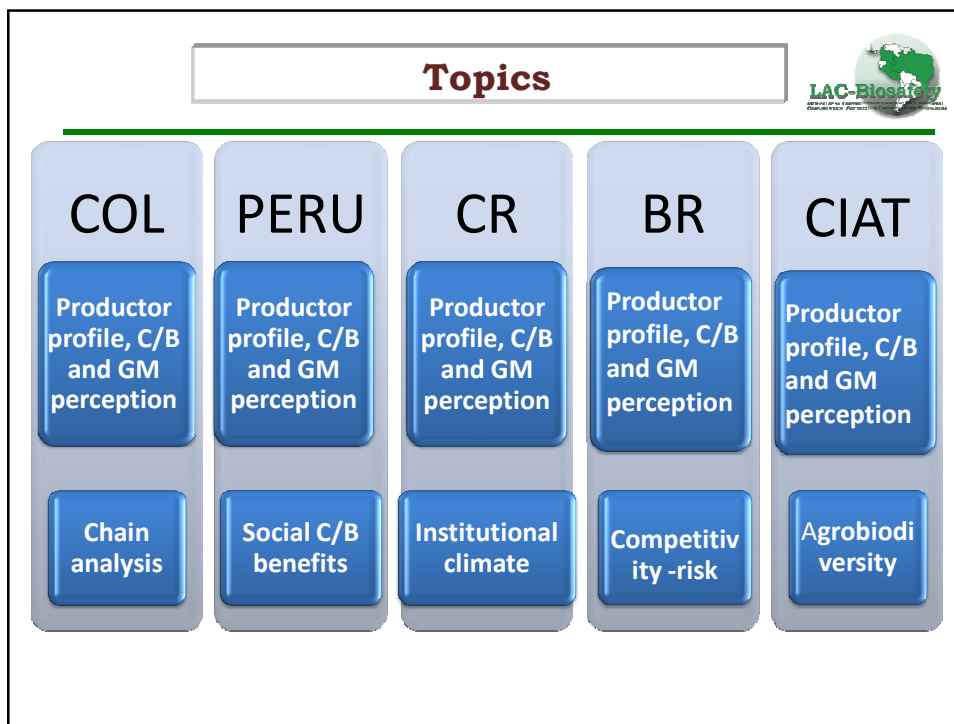 Topics
LAC-Biosafety
COL
PERU
CR
BR
CIAT
Productor
profile, C/B
and GM
perception
Productor
profile, C/B
and GM
perception
Productor
profile, C/B
and GM
perception
Productor
profile, C/B
and GM
perception
Productor
profile, C/B
and GM
perception
Chain
analysis
Social C/B
benefits
Institutional
climate
Competitiv
ity -risk
Agrobiodi
versity